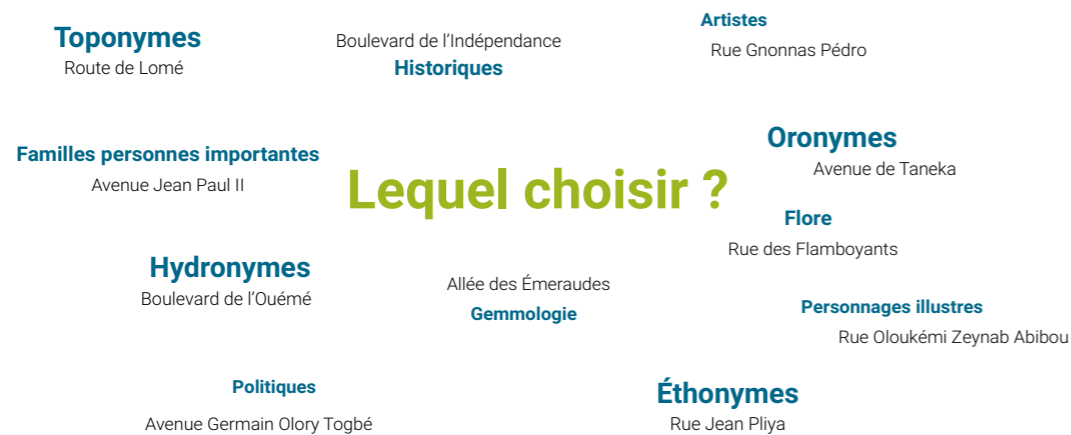 Toponymes
Route de Lomé
Boulevard de l'Indépendance
Historiques
Artistes
Rue Gnonnas Pédro
Familles personnes importantes
Avenue Jean Paul II
Lequel choisir ?
Oronymes
Avenue de Taneka
Flore
Rue des Flamboyants
Hydronymes
Boulevard de l'Ouémé
Allée des Émeraudes
Gemmologie
Personnages illustres
Rue Oloukémi Zeynab Abibou
Politiques
Avenue Germain Olory Togbé
Éthonymes
Rue Jean Pliya